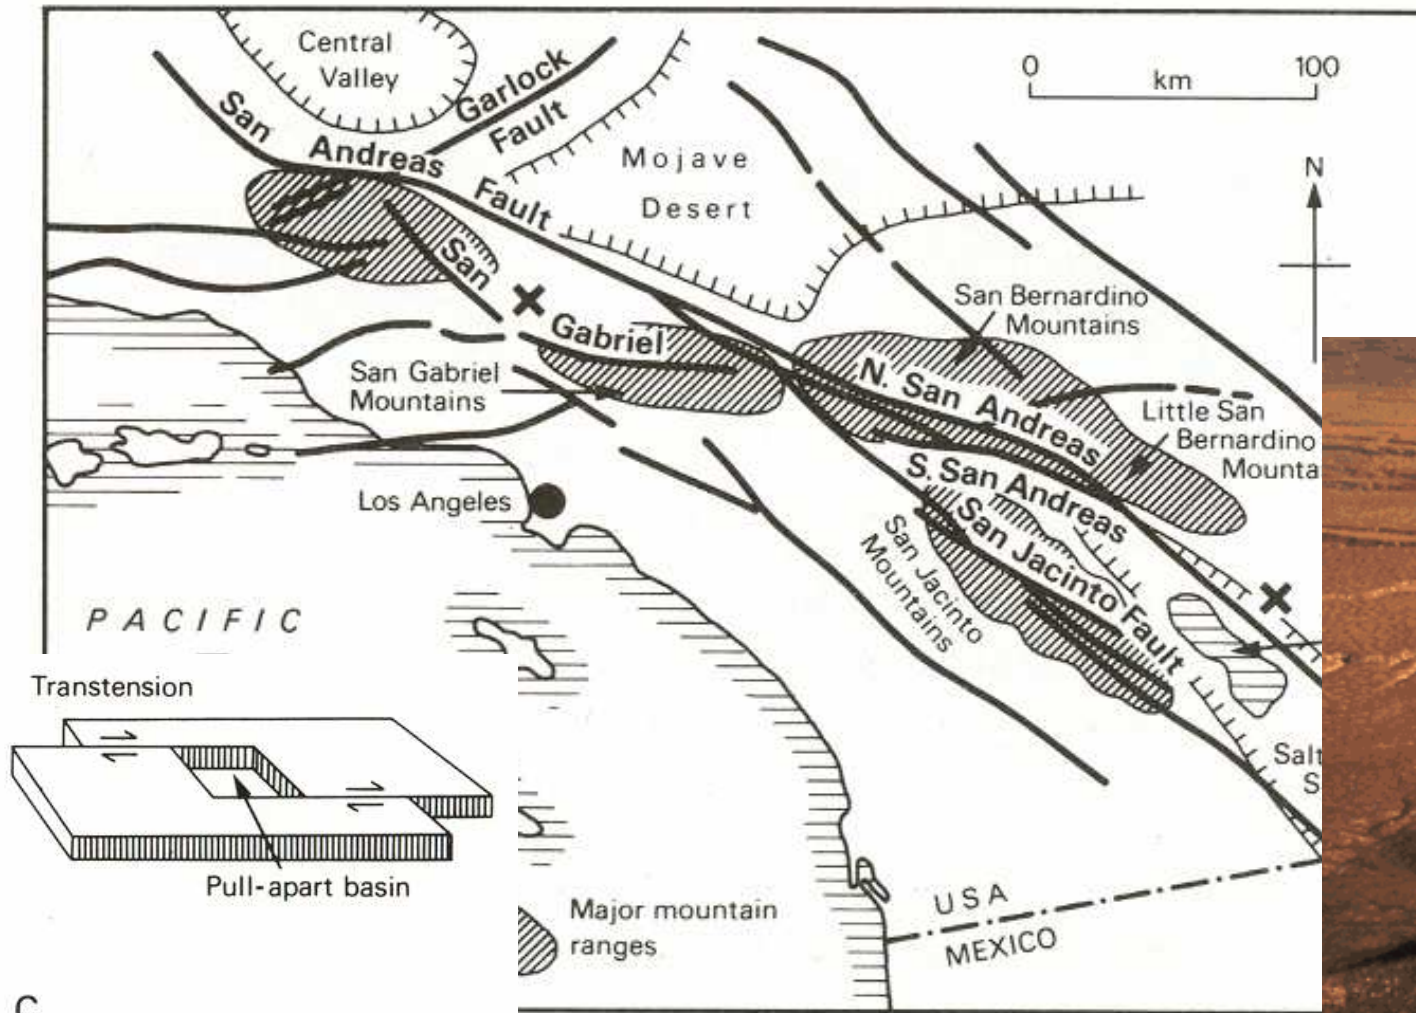 Central
Valley
Garlock
Fault
San Andreas Fault
Mojave
Desert
0 100
km
N
San Bernardino
Mountains
San Gabriel
San Gabriel
Mountains
N. San Andreas
Little San
Bernardino
Mounta
S. San Andreas
Los Angeles
San Jacinto Fault
San Jacinto
Mountains
PACIFIC
Salt
S
Transtension
Pull-apart basin
Major mountain
ranges
USA
MEXICO
C